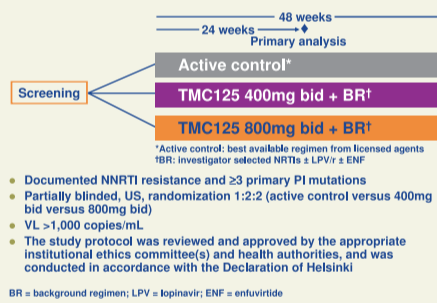 48 weeks
24 weeks
Primary analysis
Active control*
Screening
TMC125 400mg bid + BR†
TMC125 800mg bid + BR†
*Active control: best available regimen from licensed agents
†BR: investigator selected NRTIs ± LPV/r ± ENF
• Documented NNRTI resistance and ≥3 primary PI mutations
• Partially blinded, US, randomization 1:2:2 (active control versus 400mg
bid versus 800mg bid)
• VL >1,000 copies/mL
• The study protocol was reviewed and approved by the appropriate
institutional ethics committee(s) and health authorities, and was
conducted in accordance with the Declaration of Helsinki
BR = background regimen; LPV = lopinavir; ENF = enfuvirtide